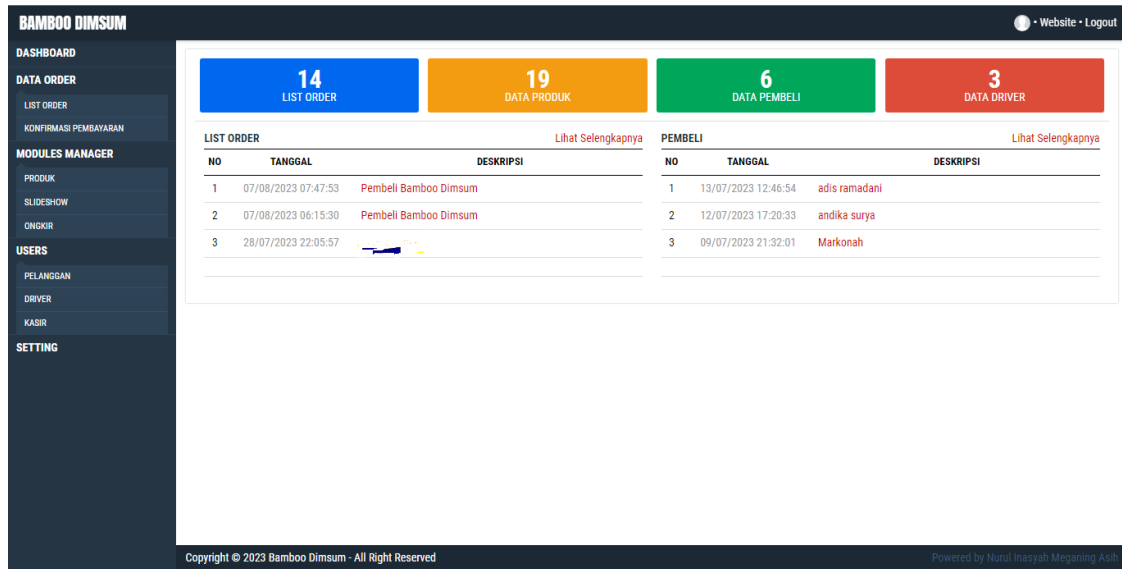 BAMBOO DIMSUM
• Website • Logout
DASHBOARD
DATA ORDER
LIST ORDER
KONFIRMASI PEMBAYARAN
MODULES MANAGER
PRODUK
SLIDESHOW
ONGKIR
USERS
PELANGGAN
DRIVER
KASIR
SETTING
14
LIST ORDER
19
DATA PRODUK
6
DATA PEMBELI
3
DATA DRIVER
LIST ORDER Lihat Selengkapnya
NO TANGGAL DESKRIPSI
1 07/08/2023 07:47:53 Pembeli Bamboo Dimsum
2 07/08/2023 06:15:30 Pembeli Bamboo Dimsum
3 28/07/2023 22:05:57
PEMBELI Lihat Selengkapnya
NO TANGGAL DESKRIPSI
1 13/07/2023 12:46:54 adis ramadani
2 12/07/2023 17:20:33 andika surya
3 09/07/2023 21:32:01 Markonah
Copyright © 2023 Bamboo Dimsum - All Right Reserved
Powered by Nurul Inasyah Meganing Asih